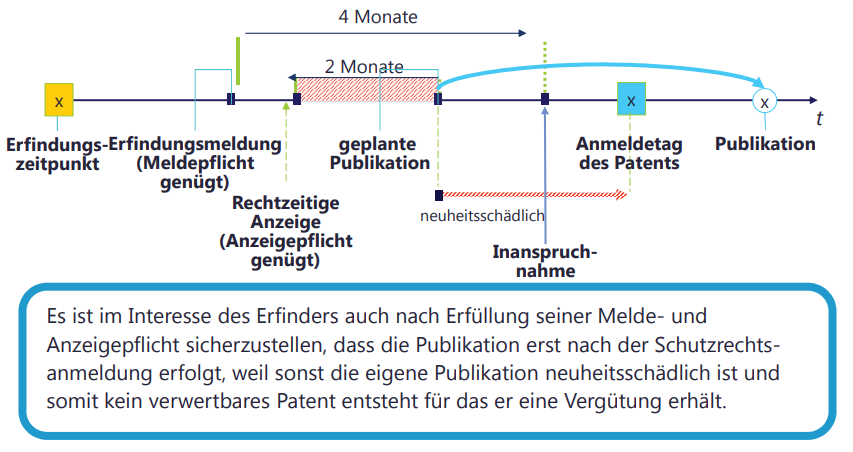 4 Monate
2 Monate
x
x
x
t
Erfindungs-
zeitpunkt
Erfindungsmeldung
(Meldepflicht
genügt)
geplante
Publikation
Anmeldetag
des Patents
Publikation
Rechtzeitige
Anzeige
(Anzeigepflicht
genügt)
neuheitsschädlich
Inanspruch-
nahme
Es ist im Interesse des Erfinders auch nach Erfüllung seiner Melde- und
Anzeigepflicht sicherzustellen, dass die Publikation erst nach der Schutzrechts-
anmeldung erfolgt, weil sonst die eigene Publikation neuheitsschädlich ist und
somit kein verwertbares Patent entsteht für das er eine Vergütung erhält.